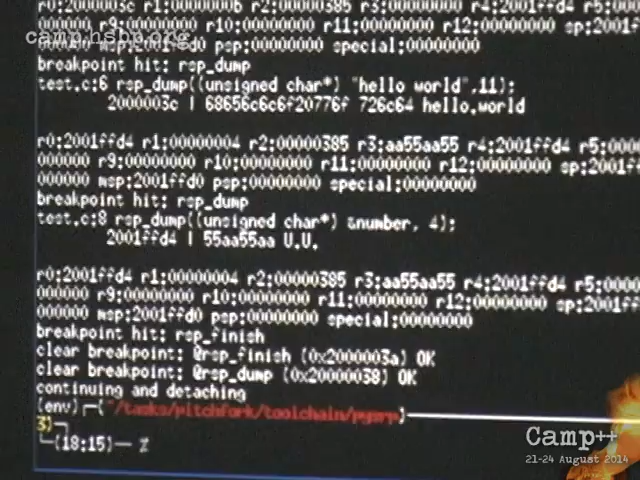 r0:2000003c r1:0000000b r2:00000385 r3:00000000 r4:2001ffd4 r5:
000000 r9:00000000 r10:00000000 r11:00000000 r12:00000000 sp:2001f
camp.hsbp.org
000000 msp:2001ffd0 psp:00000000 special:00000000
breakpoint hit: rsp_dump
test.c:6 rsp_dump((unsigned char*) "hello world",11);
2000003c | 68656c6c6f20776f 726c64 hello.world
r0:2001ffd4 r1:00000004 r2:00000385 r3:aa55aa55 r4:2001ffd4 r5:000
000000 r9:00000000 r10:00000000 r11:00000000 r12:00000000 sp:2001f
000000 msp:2001ffd0 psp:00000000 special:00000000
breakpoint hit: rsp_dump
test.c:8 rsp_dump((unsigned char*) &number, 4);
2001ffd4 | 55aa55aa U.U.
r0:2001ffd4 r1:00000004 r2:00000385 r3:aa55aa55 r4:2001ffd4 r5:000
000000 r9:00000000 r10:00000000 r11:00000000 r12:00000000 sp:2001ff
000000 msp:2001ffd0 psp:00000000 special:00000000
breakpoint hit: rsp_finish
clear breakpoint: @rsp_finish (0x2000003a) OK
clear breakpoint: @rsp_dump (0x20000038) OK
continuing and detaching
(env)┌─(~/tasks/pitchfork/toolchain/pyrsp)
3)─┐
└─(18:15)── %
Camp++
21-24 August 2014